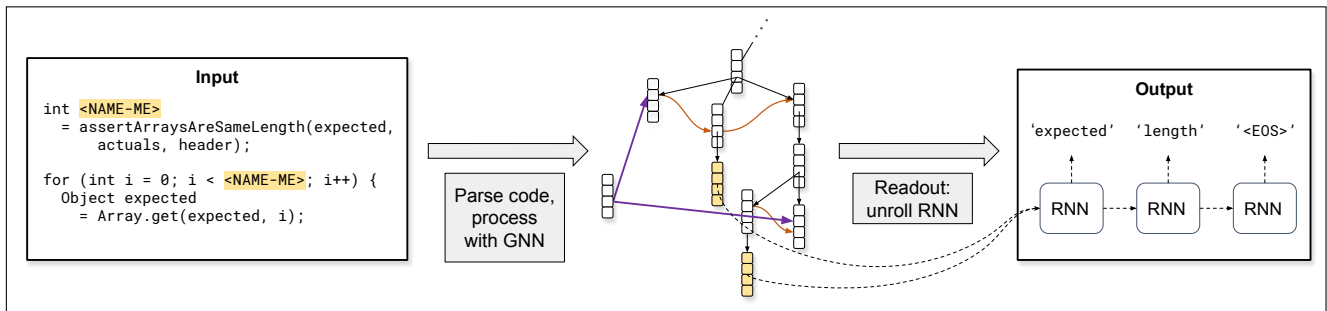 Input
int <NAME-ME>
= assertArraysAreSameLength(expected,
actuals, header);
for (int i = 0; i < <NAME-ME>; i++) {
Object expected
= Array.get(expected, i);
Parse code,
process
with GNN
Readout:
unroll RNN
Output
‘expected’ ‘length’ ‘<EOS>’
RNN RNN RNN